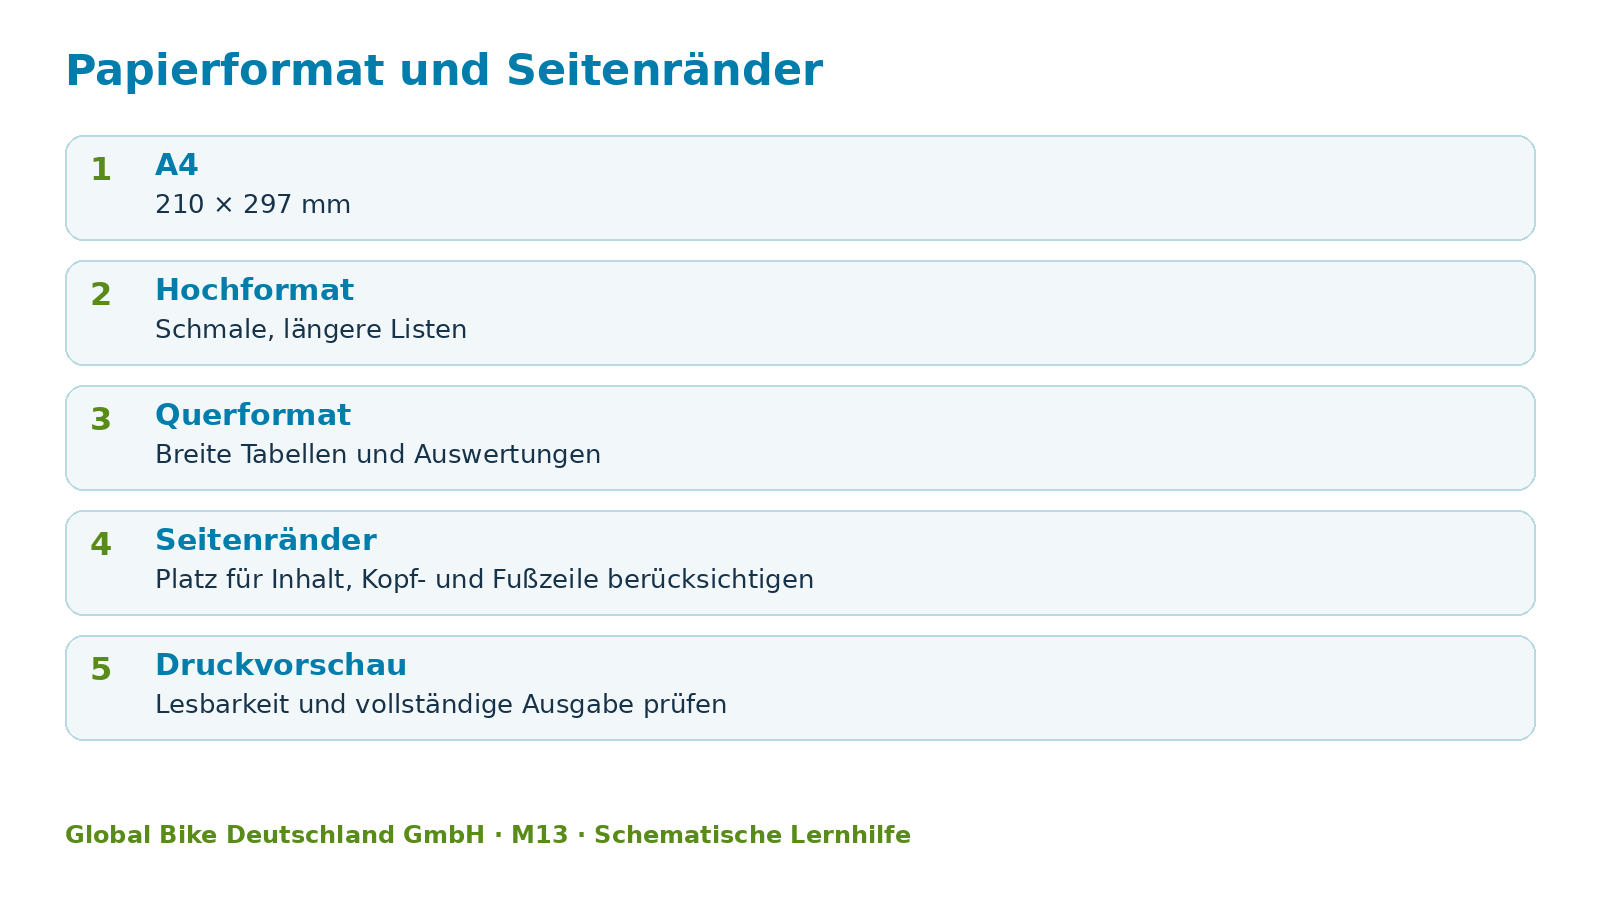 Papierformat und Seitenränder
1 A4
210 × 297 mm
2 Hochformat
Schmale, längere Listen
3 Querformat
Breite Tabellen und Auswertungen
4 Seitenränder
Platz für Inhalt, Kopf- und Fußzeile berücksichtigen
5 Druckvorschau
Lesbarkeit und vollständige Ausgabe prüfen
Global Bike Deutschland GmbH · M13 · Schematische Lernhilfe